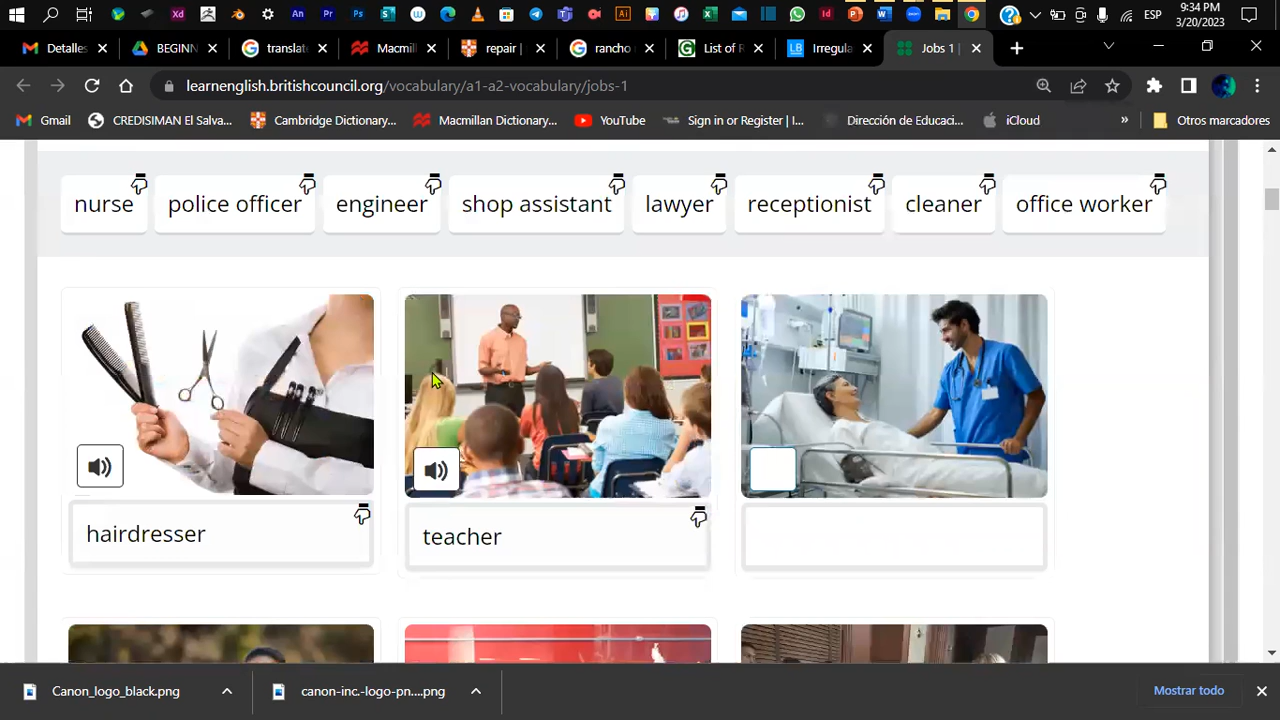 9:34 PM
ESP
3/20/2023
Detalles
BEGINN
translat
Macmill
repair |
rancho
List of R
Irregula
Jobs 1 |
learnenglish.britishcouncil.org/vocabulary/a1-a2-vocabulary/jobs-1
Gmail
CREDISIMAN El Salva...
Cambridge Dictionary...
Macmillan Dictionary...
YouTube
Sign in or Register | I...
Dirección de Educaci...
iCloud
»
Otros marcadores
nurse
police officer
engineer
shop assistant
lawyer
receptionist
cleaner
office worker
hairdresser
teacher
Canon_logo_black.png
canon-inc.-logo-pn....png
Mostrar todo